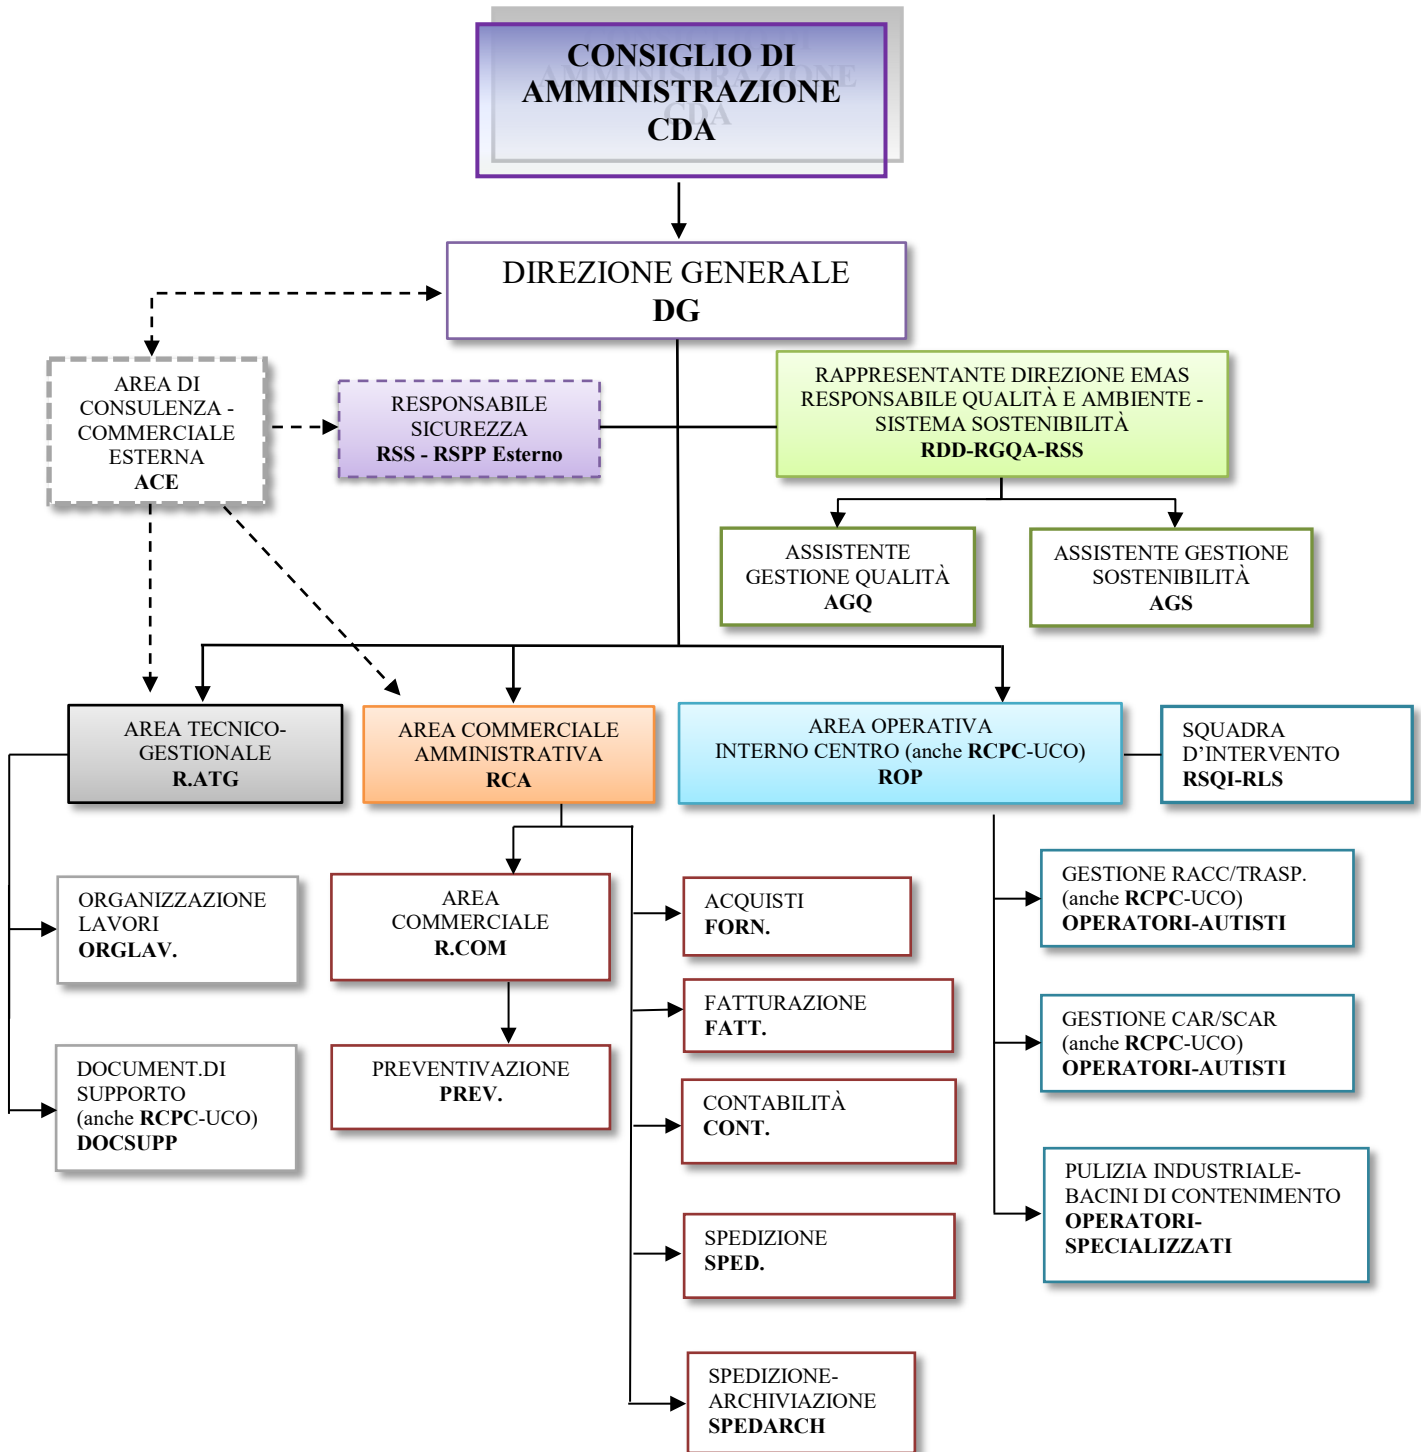 CONSIGLIO DI
AMMINISTRAZIONE
CDA
DIREZIONE GENERALE
DG
AREA DI
CONSULENZA -
COMMERCIALE
ESTERNA
ACE
RESPONSABILE
SICUREZZA
RSS - RSPP Esterno
RAPPRESENTANTE DIREZIONE EMAS
RESPONSABILE QUALITÀ E AMBIENTE -
SISTEMA SOSTENIBILITÀ
RDD-RGQA-RSS
ASSISTENTE
GESTIONE QUALITÀ
AGQ
ASSISTENTE GESTIONE
SOSTENIBILITÀ
AGS
AREA TECNICO-
GESTIONALE
R.ATG
AREA COMMERCIALE
AMMINISTRATIVA
RCA
AREA OPERATIVA
INTERNO CENTRO (anche RCPC-UCO)
ROP
SQUADRA
D’INTERVENTO
RSQI-RLS
ORGANIZZAZIONE
LAVORI
ORGLAV.
DOCUMENT.DI
SUPPORTO
(anche RCPC-UCO)
DOCSUPP
AREA
COMMERCIALE
R.COM
PREVENTIVAZIONE
PREV.
ACQUISTI
FORN.
FATTURAZIONE
FATT.
CONTABILITÀ
CONT.
SPEDIZIONE
SPED.
SPEDIZIONE-
ARCHIVIAZIONE
SPEDARCH
GESTIONE RACC/TRASP.
(anche RCPC-UCO)
OPERATORI-AUTISTI
GESTIONE CAR/SCAR
(anche RCPC-UCO)
OPERATORI-AUTISTI
PULIZIA INDUSTRIALE-
BACINI DI CONTENIMENTO
OPERATORI-
SPECIALIZZATI